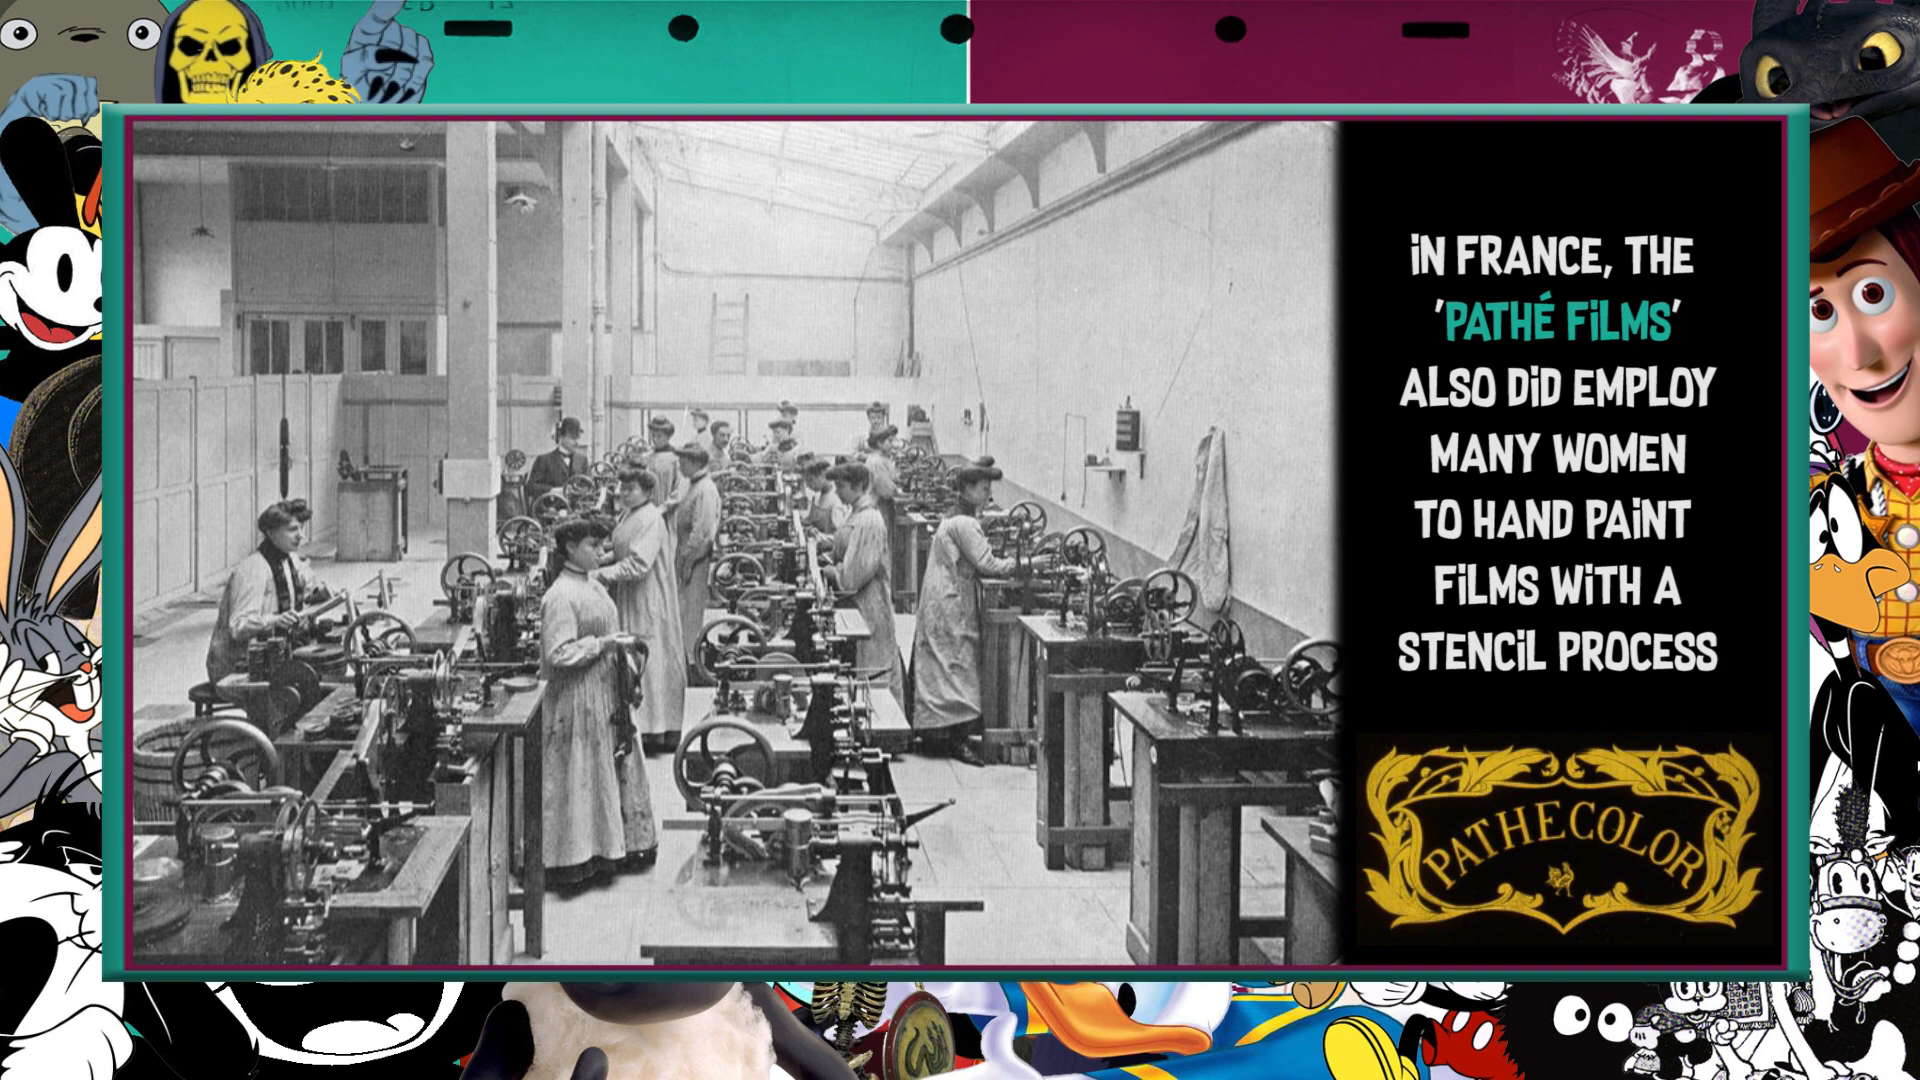 iN FRANCE, THE
'PATHÉ FiLMS'
ALSO DiD EMPLOY
MANY WOMEN
TO HAND PAiNT
FiLMS WiTH A
STENCiL PROCESS
PATHECOLOR